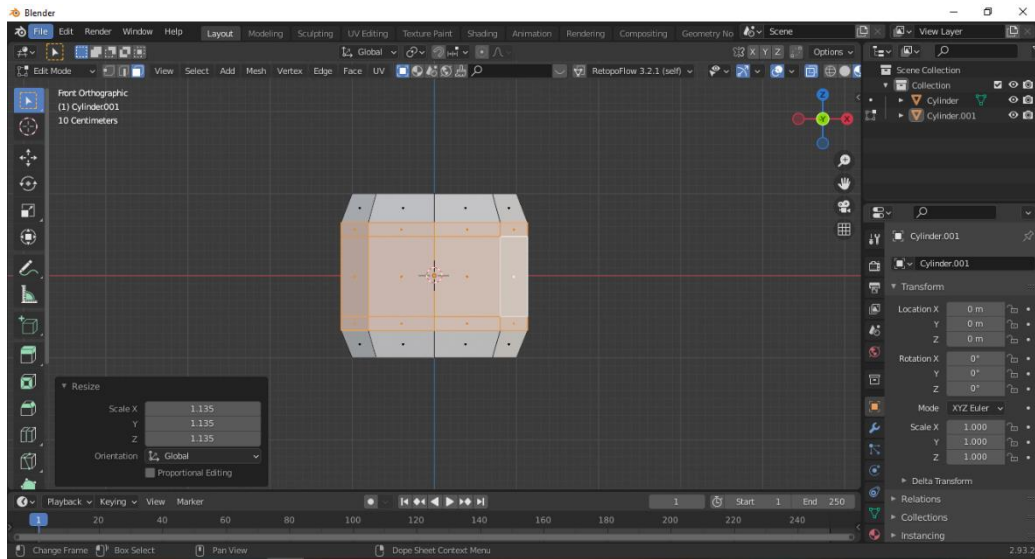 Blender
File Edit Render Window Help Layout Modeling Sculpting UV Editing Texture Paint Shading Animation Rendering Compositing Geometry No Scene View Layer
Global X Y Z Options
Edit Mode View Select Add Mesh Vertex Edge Face UV RetopoFlow 3.2.1 (self)
Front Orthographic
(1) Cylinder001
10 Centimeters
Z
Y
X
Scene Collection
Collection
Cylinder
Cylinder.001
Cylinder.001
Cylinder.001
Transform
Location X 0 m
Y 0 m
Z 0 m
Rotation X 0°
Y 0°
Z 0°
Mode XYZ Euler
Scale X 1.000
Y 1.000
Z 1.000
Delta Transform
Relations
Collections
Instancing
Resize
Scale X 1.135
Y 1.135
Z 1.135
Orientation Global
Proportional Editing
Playback Keying View Marker 1 Start 1 End 250
1 20 40 60 80 100 120 140 160 180 200 220 240
Change Frame Box Select Pan View Dope Sheet Context Menu